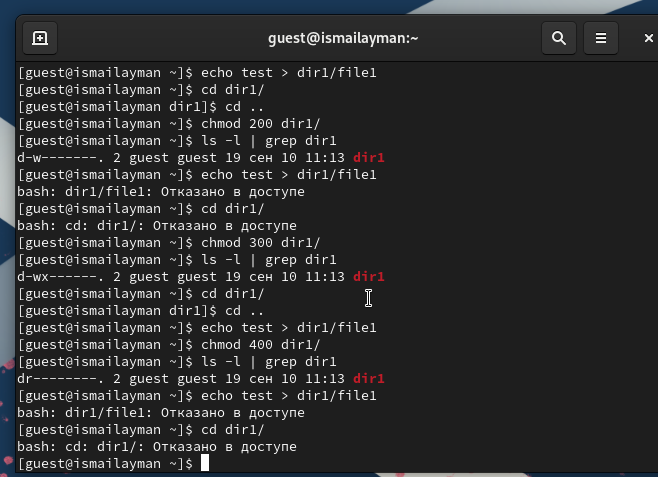 guest@ismailayman:~
[guest@ismailayman ~]$ echo test > dir1/file1
[guest@ismailayman ~]$ cd dir1/
[guest@ismailayman dir1]$ cd ..
[guest@ismailayman ~]$ chmod 200 dir1/
[guest@ismailayman ~]$ ls -l | grep dir1
d-w-------. 2 guest guest 19 сен 10 11:13 dir1
[guest@ismailayman ~]$ echo test > dir1/file1
bash: dir1/file1: Отказано в доступе
[guest@ismailayman ~]$ cd dir1/
bash: cd: dir1/: Отказано в доступе
[guest@ismailayman ~]$ chmod 300 dir1/
[guest@ismailayman ~]$ ls -l | grep dir1
d-wx------. 2 guest guest 19 сен 10 11:13 dir1
[guest@ismailayman ~]$ cd dir1/
[guest@ismailayman dir1]$ cd ..
[guest@ismailayman ~]$ echo test > dir1/file1
[guest@ismailayman ~]$ chmod 400 dir1/
[guest@ismailayman ~]$ ls -l | grep dir1
dr--------. 2 guest guest 19 сен 10 11:13 dir1
[guest@ismailayman ~]$ echo test > dir1/file1
bash: dir1/file1: Отказано в доступе
[guest@ismailayman ~]$ cd dir1/
bash: cd: dir1/: Отказано в доступе
[guest@ismailayman ~]$